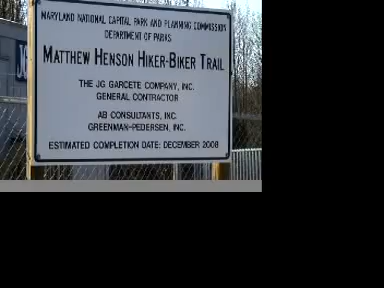 MARYLAND NATIONAL CAPITAL PARK AND PLANNING COMMISSION
DEPARTMENT OF PARKS
MATTHEW HENSON HIKER-BIKER TRAIL
THE JG GARCETE COMPANY, INC.
GENERAL CONTRACTOR
AB CONSULTANTS, INC.
GREENMAN-PEDERSEN, INC.
ESTIMATED COMPLETION DATE: DECEMBER 2008